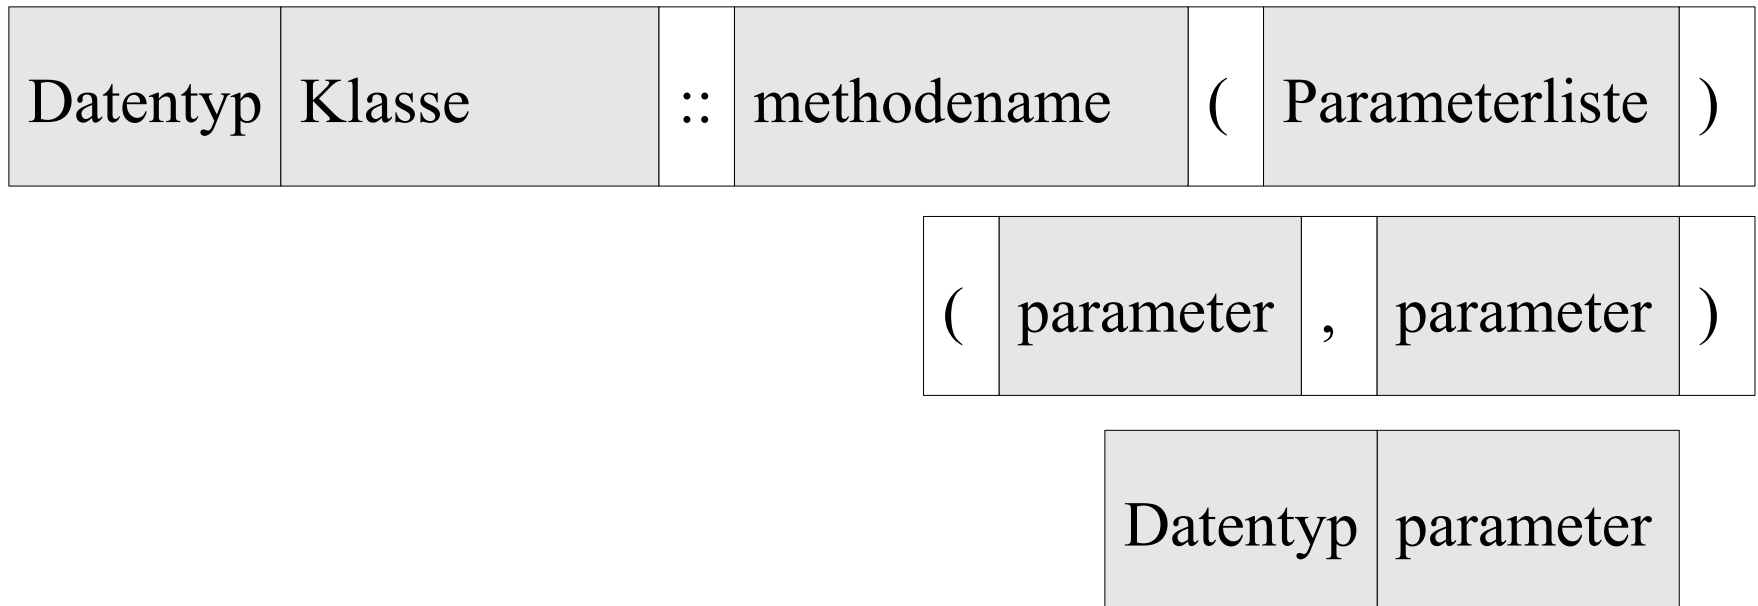 Datentyp Klasse :: methodename ( Parameterliste )
( parameter , parameter )
Datentyp parameter